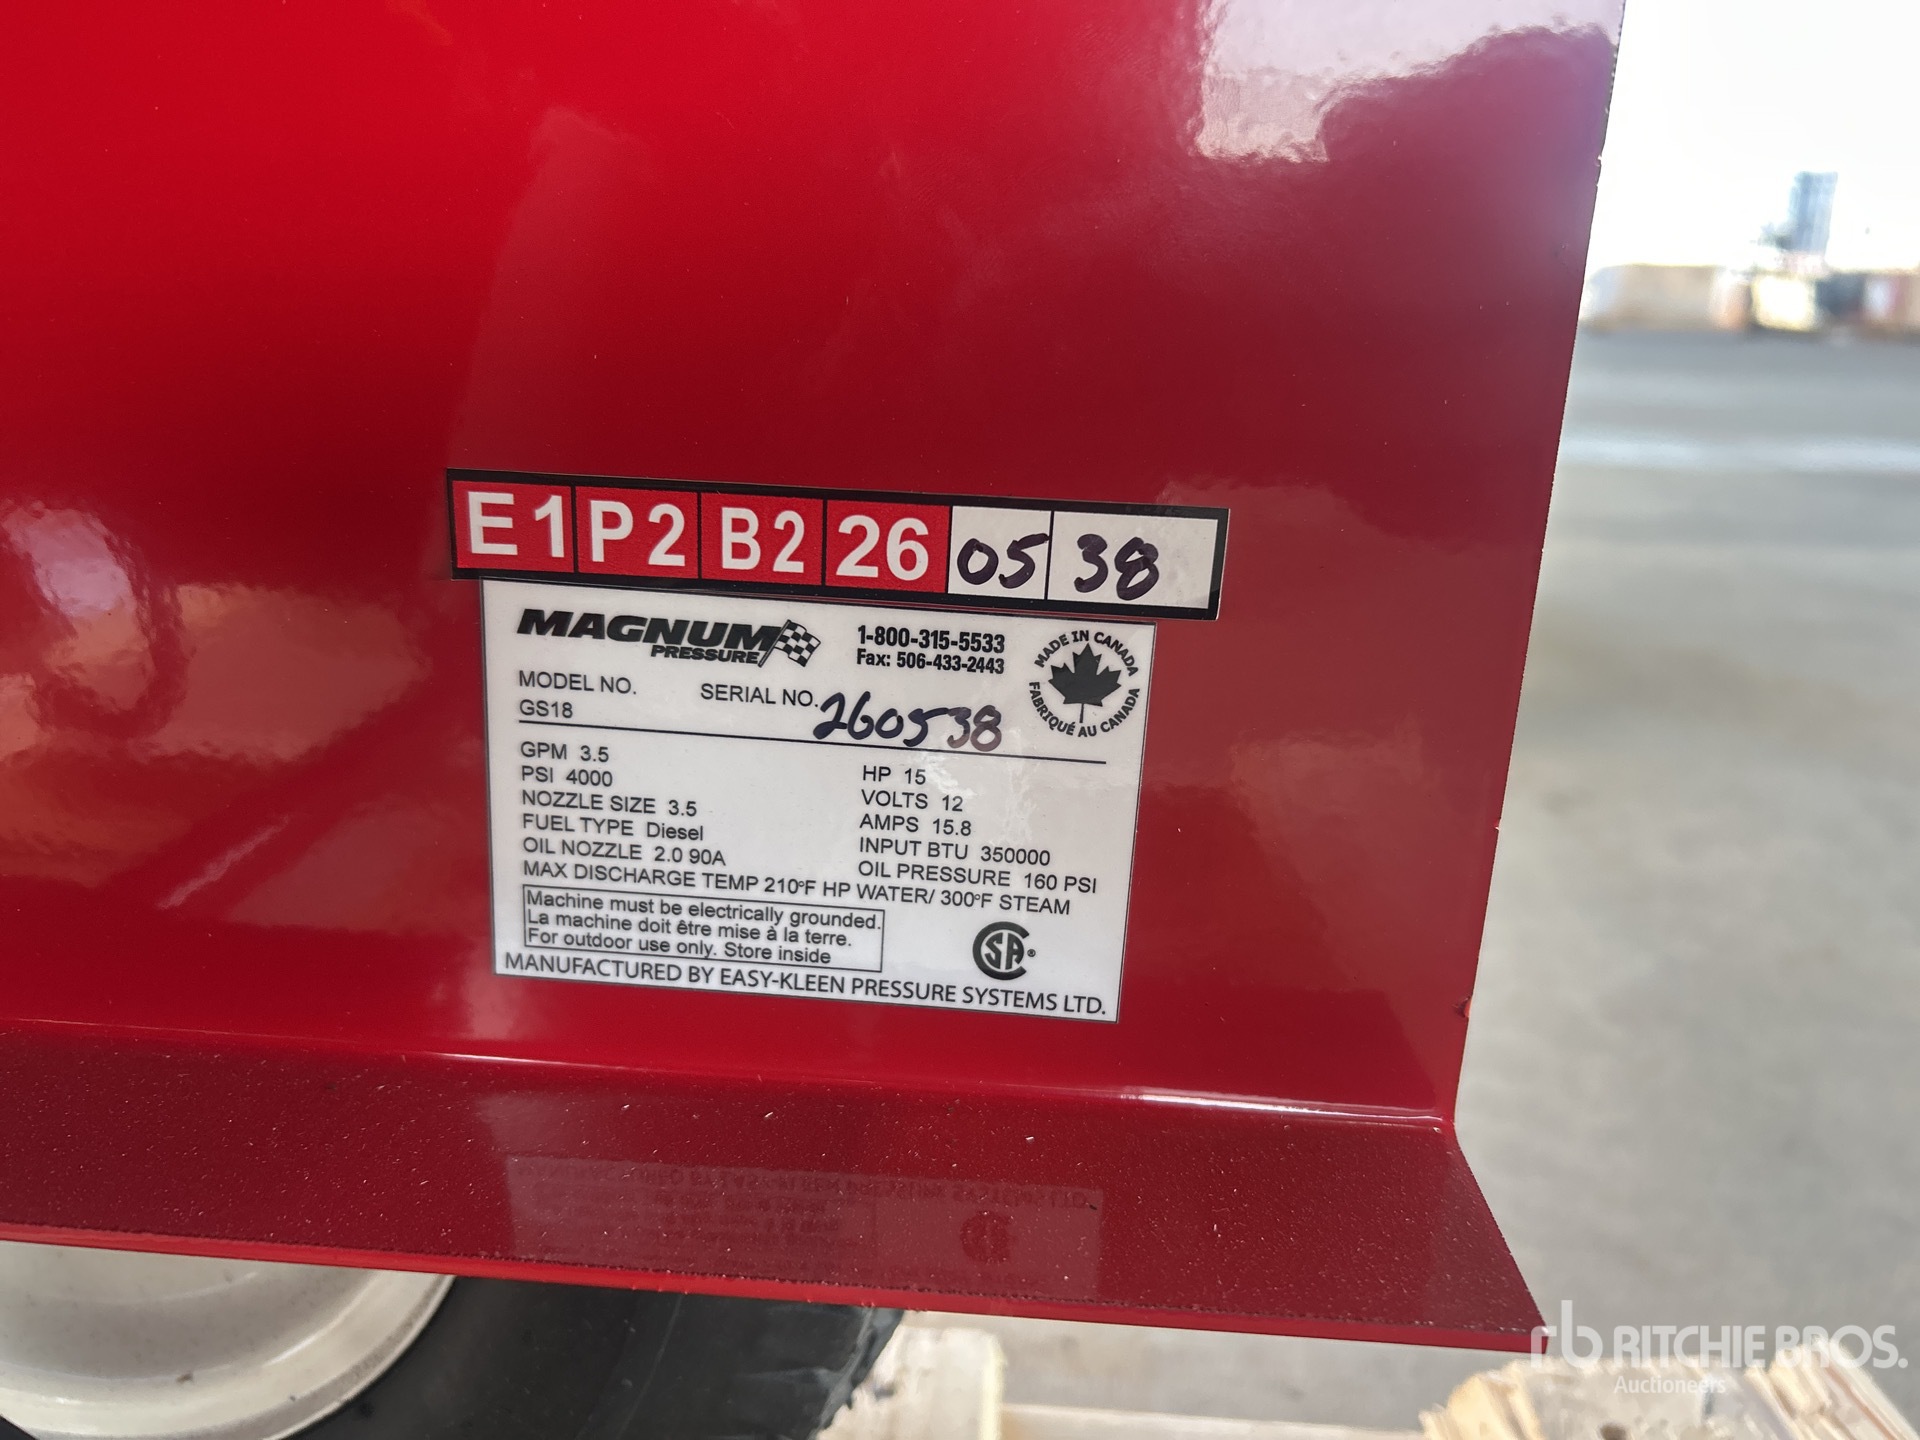 E1 P2 B2 26 05 38
MAGNUM
PRESSURE
1-800-315-5533
Fax: 506-433-2443
MADE IN CANADA
FABRIQUÉ AU CANADA
MODEL NO.
GS18
SERIAL NO. 260538
GPM 3.5
PSI 4000
NOZZLE SIZE 3.5
FUEL TYPE Diesel
OIL NOZZLE 2.0 90A
HP 15
VOLTS 12
AMPS 15.8
INPUT BTU 350000
OIL PRESSURE 160 PSI
MAX DISCHARGE TEMP 210°F HP WATER/ 300°F STEAM
Machine must be electrically grounded.
La machine doit être mise à la terre.
For outdoor use only. Store inside
CSA®
MANUFACTURED BY EASY-KLEEN PRESSURE SYSTEMS LTD.
rb RITCHIE BROS.
Auctioneers